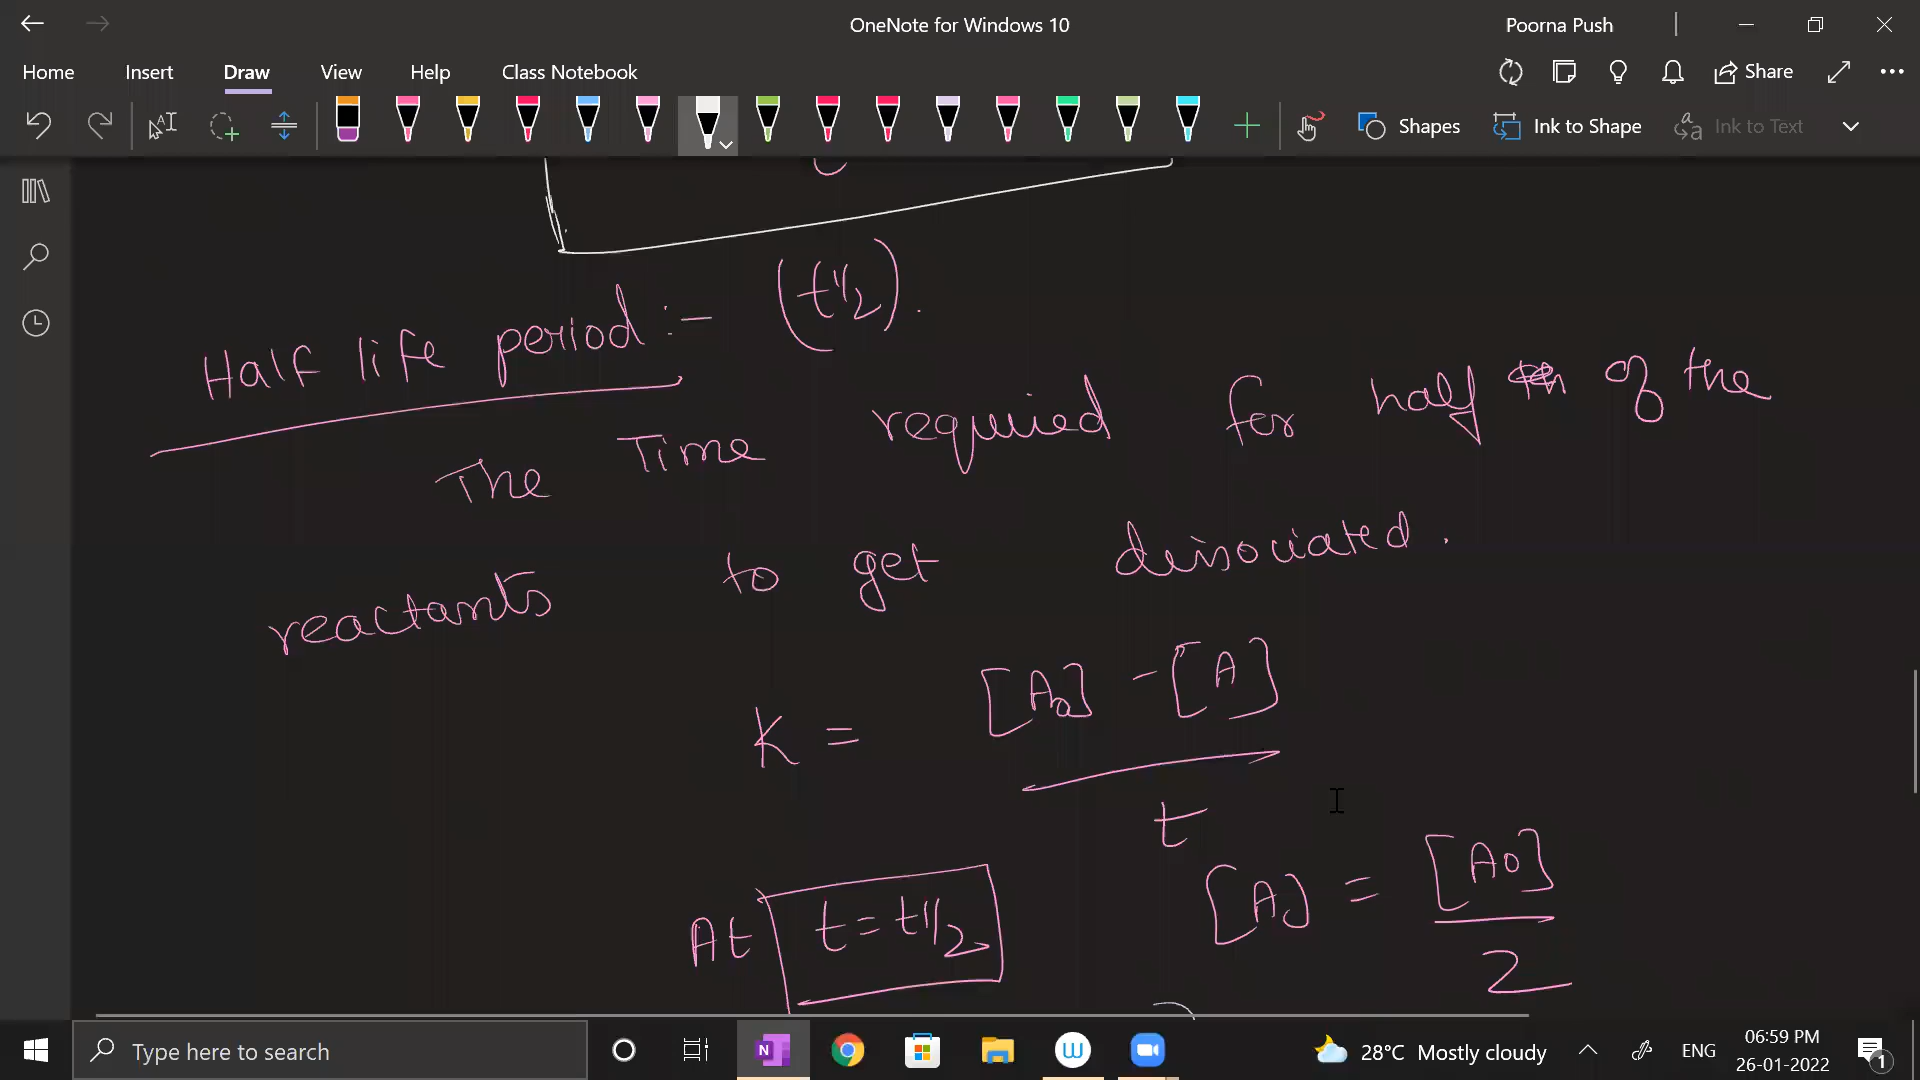 OneNote for Windows 10
Poorna Push
Home Insert Draw View Help Class Notebook
Share
Shapes Ink to Shape Ink to Text
Half life period :- (t1/2).
The Time required for half of the
reactants to get dissociated.
K = [A0] - [A]
t
At t = t1/2 [A] = [A0]
2
Type here to search
28°C Mostly cloudy
ENG
06:59 PM
26-01-2022
1